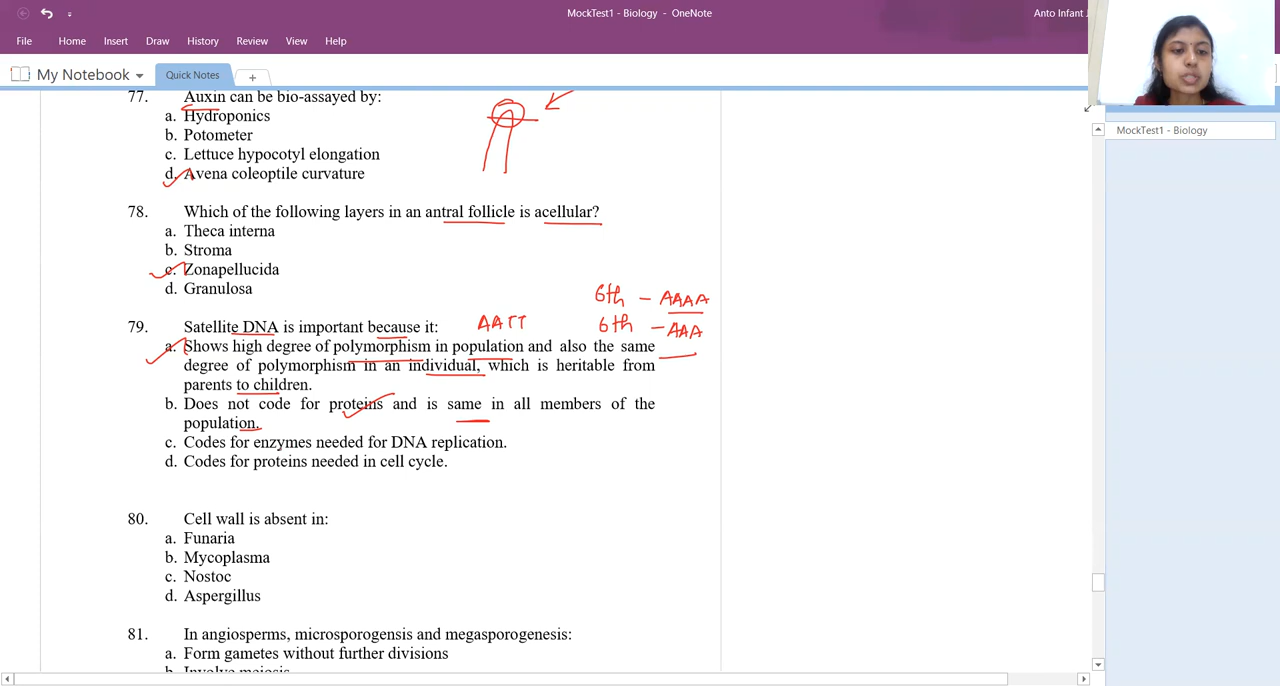 MockTest1 - Biology - OneNote
Anto Infant J
File Home Insert Draw History Review View Help
My Notebook
Quick Notes
+
MockTest1 - Biology
77. Auxin can be bio-assayed by:
a. Hydroponics
b. Potometer
c. Lettuce hypocotyl elongation
d. Avena coleoptile curvature
78. Which of the following layers in an antral follicle is acellular?
a. Theca interna
b. Stroma
c. Zonapellucida
d. Granulosa
6th - AAAA
79. Satellite DNA is important because it:
AATT
6th - AAA
a. Shows high degree of polymorphism in population and also the same
degree of polymorphism in an individual, which is heritable from
parents to children.
b. Does not code for proteins and is same in all members of the
population.
c. Codes for enzymes needed for DNA replication.
d. Codes for proteins needed in cell cycle.
80. Cell wall is absent in:
a. Funaria
b. Mycoplasma
c. Nostoc
d. Aspergillus
81. In angiosperms, microsporogensis and megasporogenesis:
a. Form gametes without further divisions
b. Involve meiosis